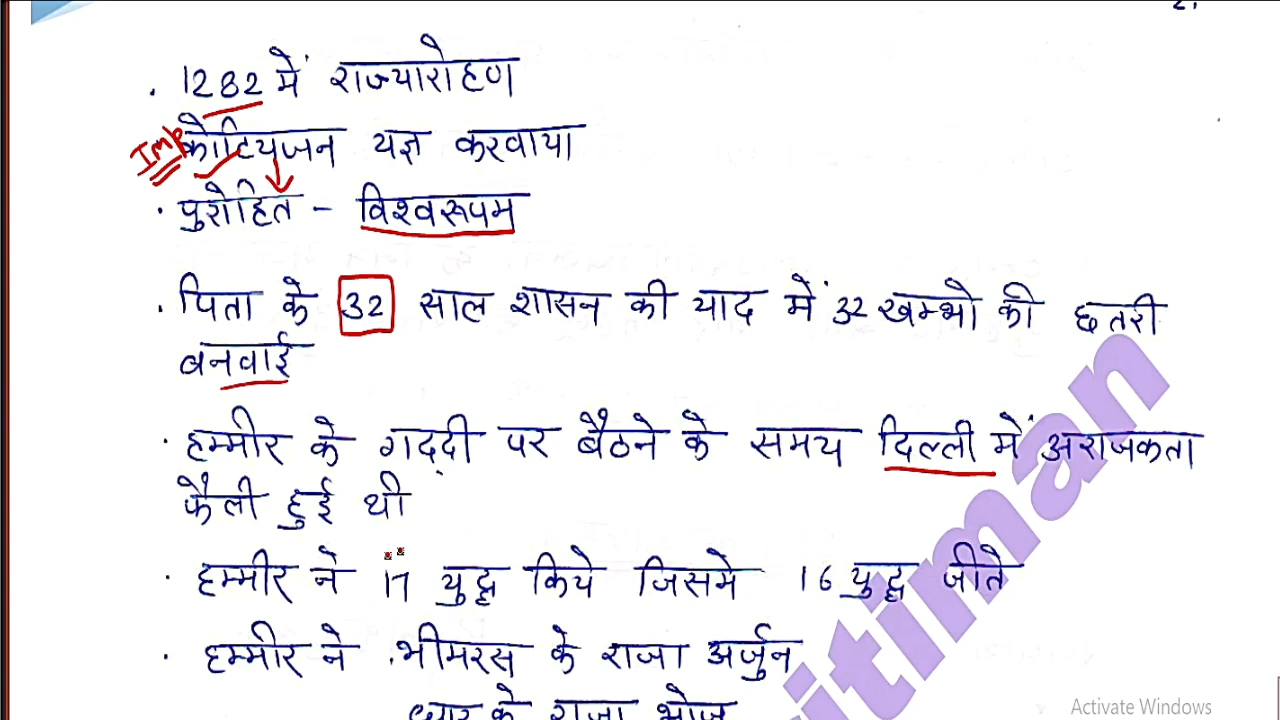 2.
. 1282 में राज्यारोहण
Imp कोटियजन यज्ञ करवाया
. पुरोहित - विश्वरूपम
. पिता के 32 साल शासन की याद में 32 खम्भो की छतरी
बनवाई
. हम्मीर के गद्दी पर बैठने के समय दिल्ली में अराजकता
फैली हुई थी
. हम्मीर ने 17 युद्ध किये जिसमे 16 युद्ध जीते
. हम्मीर ने भीमरस के राजा अर्जुन
धार के राजा भोज
Activate Windows